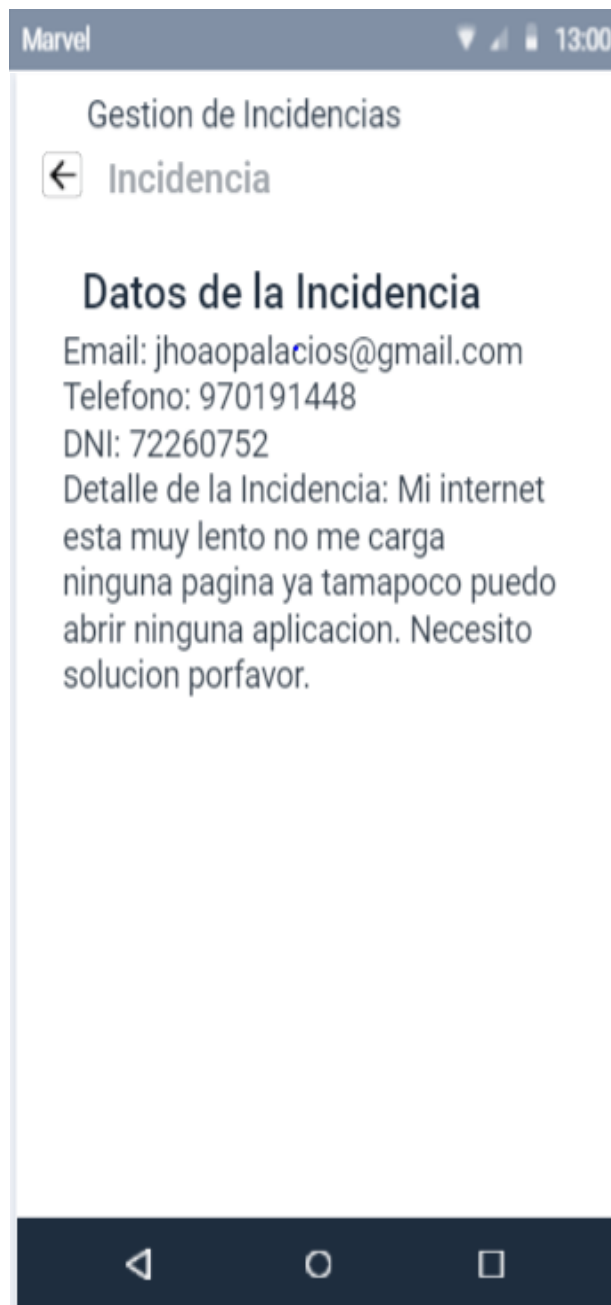 Marvel 13:00
Gestion de Incidencias
Incidencia
Datos de la Incidencia
Email: jhoaopalacios@gmail.com
Telefono: 970191448
DNI: 72260752
Detalle de la Incidencia: Mi internet
esta muy lento no me carga
ninguna pagina ya tamapoco puedo
abrir ninguna aplicacion. Necesito
solucion porfavor.